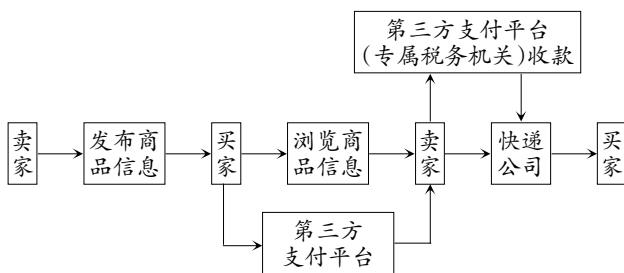 第三方支付平台
(专属税务机关)收款
卖家
发布商
品信息
买家
浏览商
品信息
卖家
快递
公司
买家
第三方
支付平台